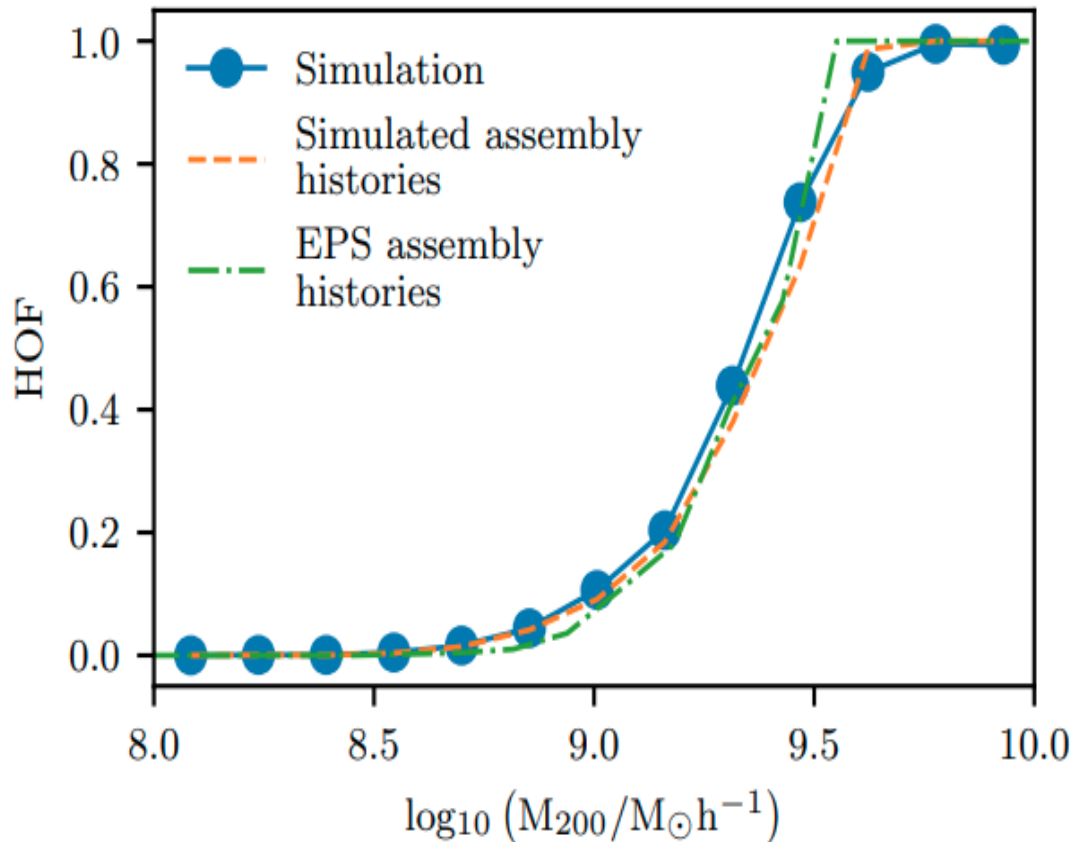 1.0
0.8
0.6
0.4
0.2
0.0
HOF
Simulation
Simulated assembly
histories
EPS assembly
histories
8.0 8.5 9.0 9.5 10.0
log₁₀ (M₂₀₀/M☉h⁻¹)